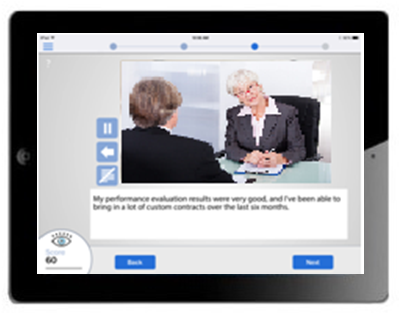 My performance evaluation results were very good, and I've been able to
bring in a lot of custom contracts over the last six months.
Score
60
Back
Next